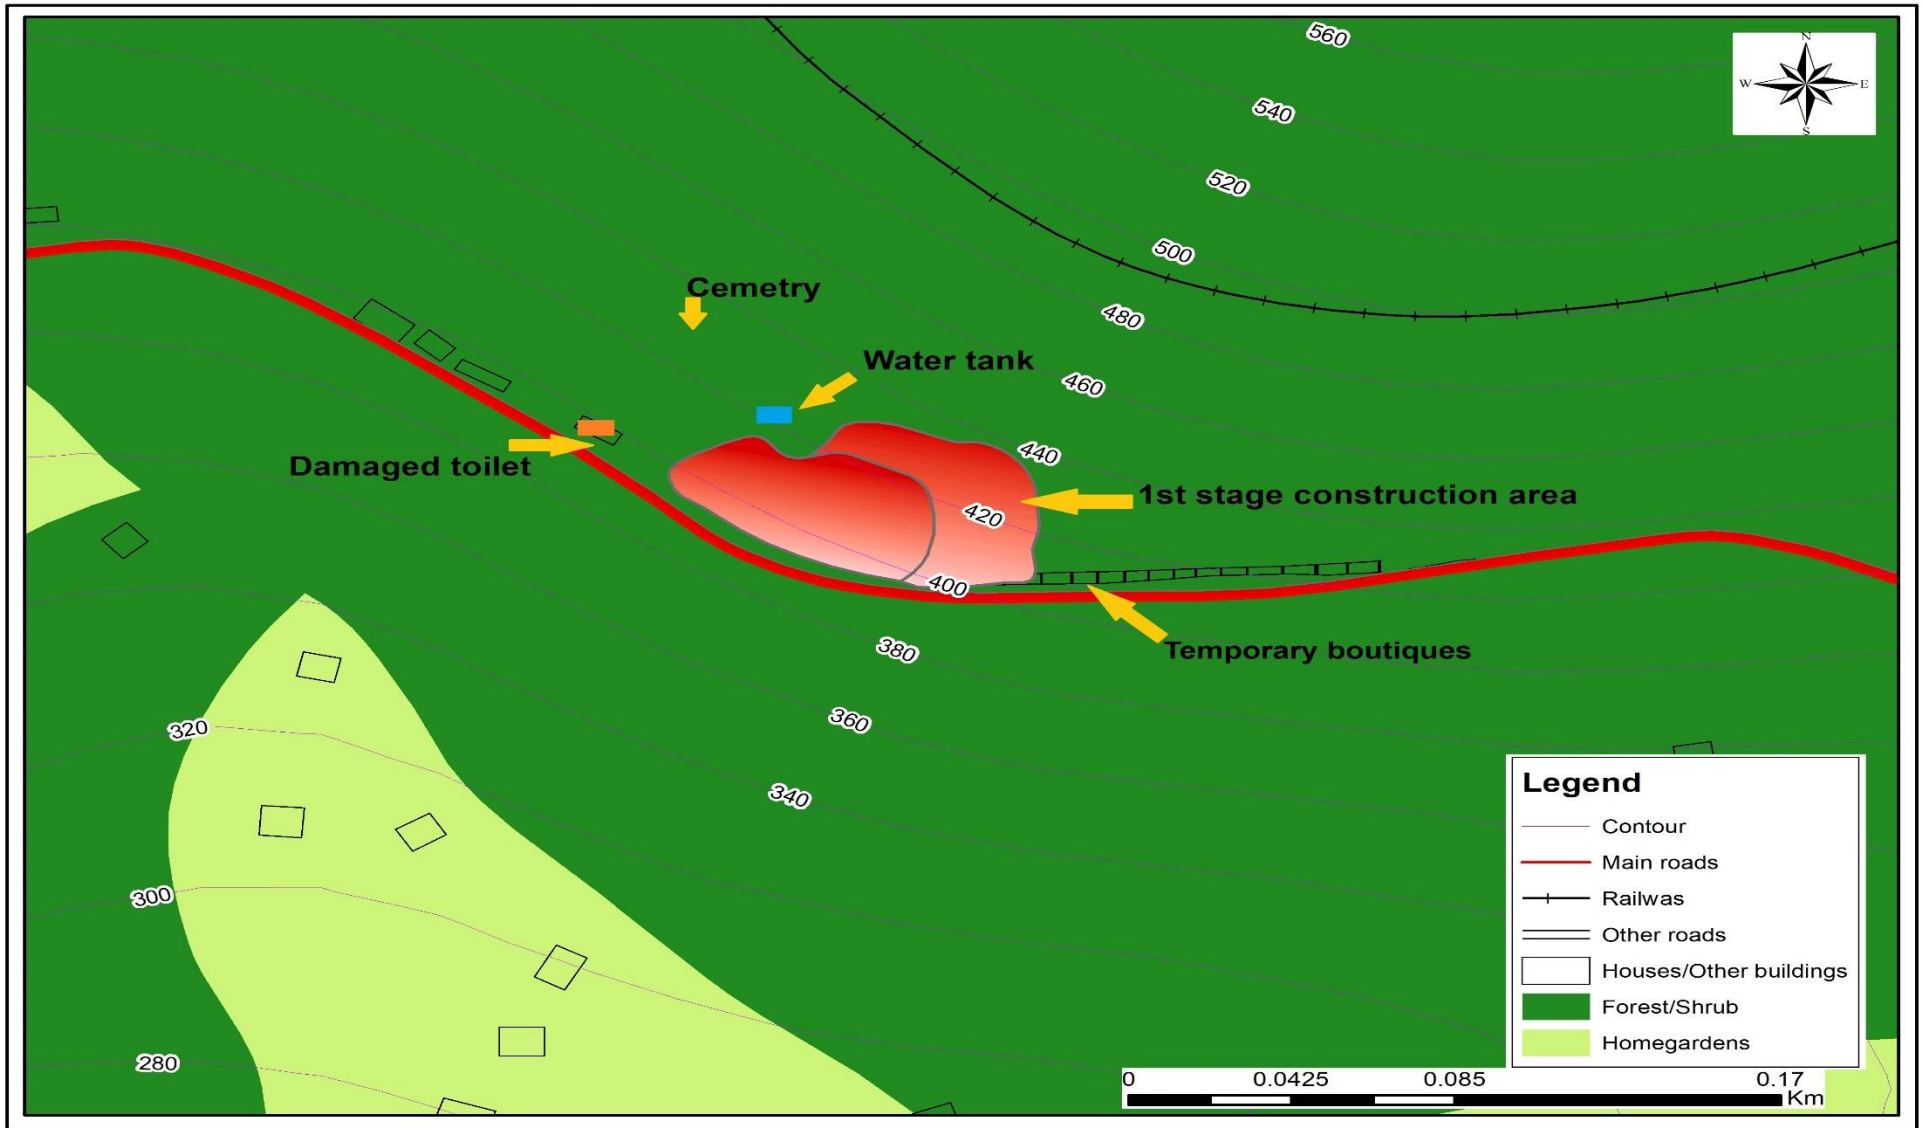 560
N
W E
S
540
520
500
Cemetry
480
Water tank
460
440
Damaged toilet
1st stage construction area
420
400
380
Temporary boutiques
360
320
340
300
280
Legend
Contour
Main roads
Railwas
Other roads
Houses/Other buildings
Forest/Shrub
Homegardens
0 0.0425 0.085 0.17
Km